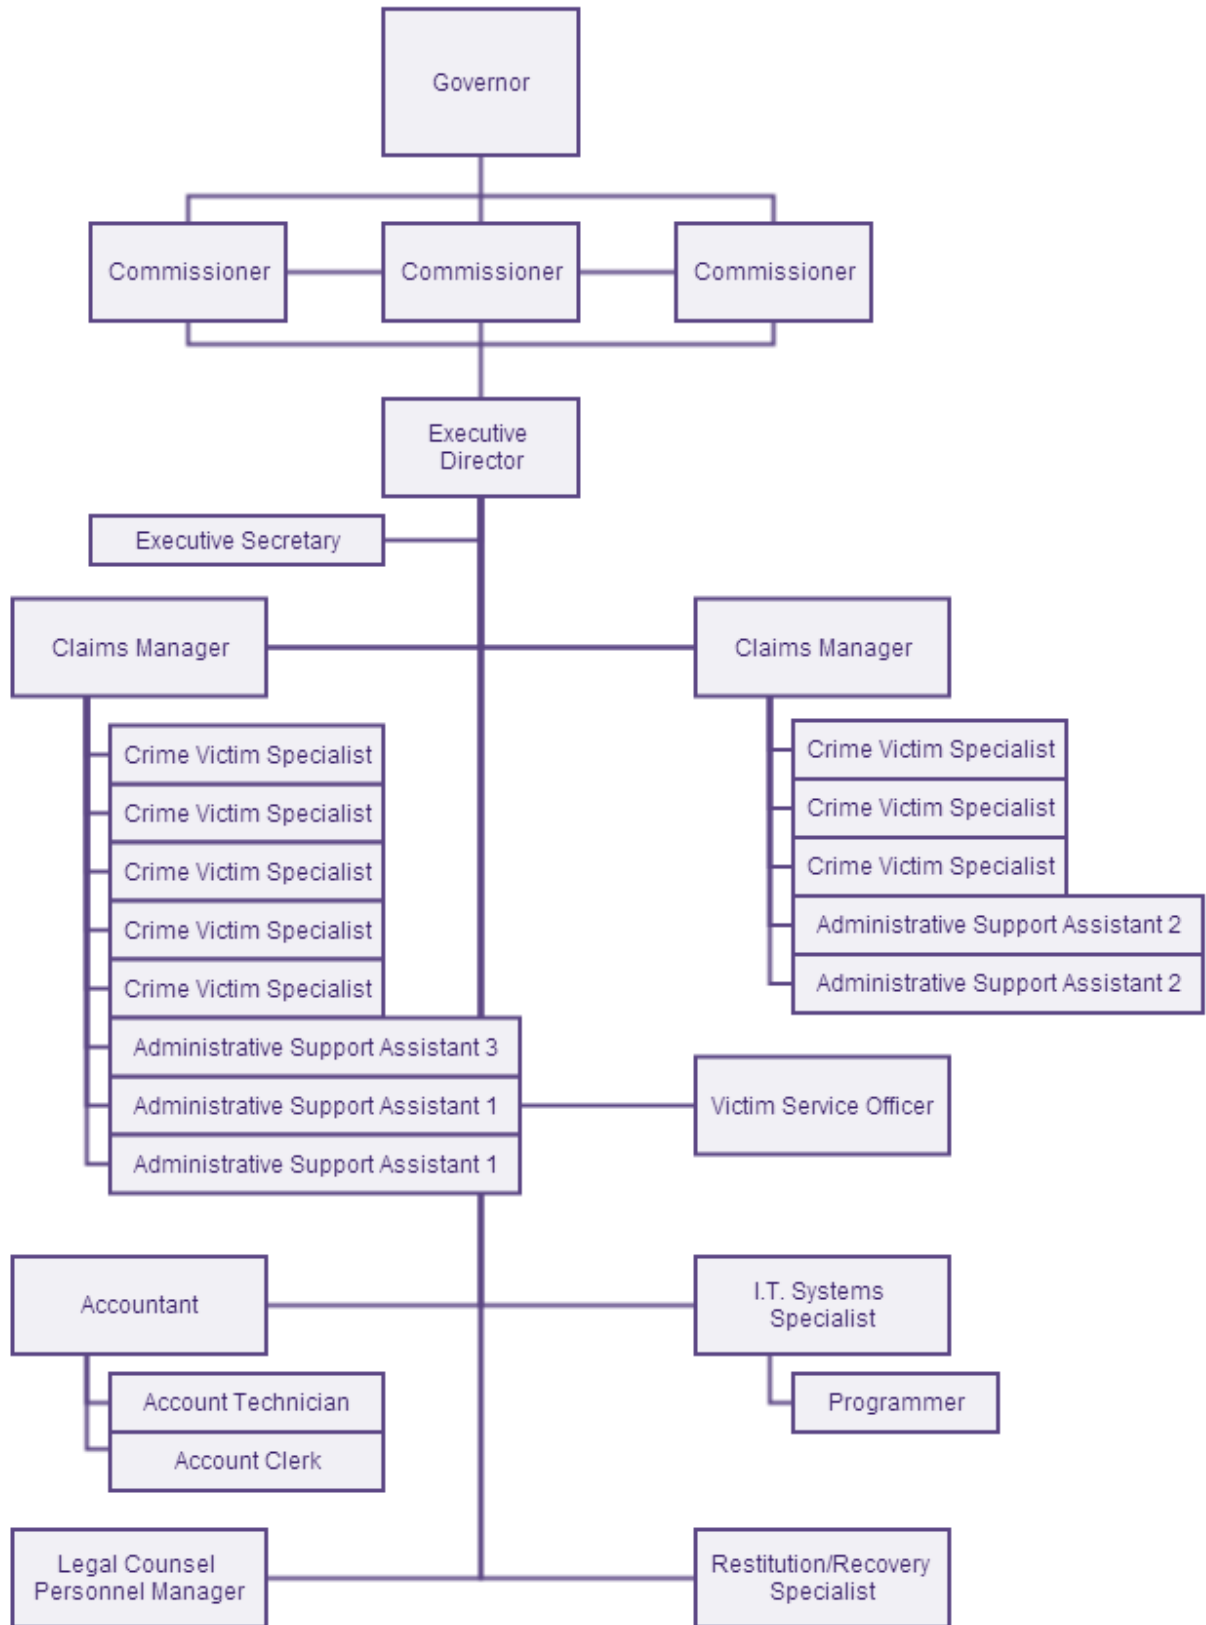 Governor
Commissioner
Commissioner
Commissioner
Executive
Director
Executive Secretary
Claims Manager
Crime Victim Specialist
Crime Victim Specialist
Crime Victim Specialist
Crime Victim Specialist
Crime Victim Specialist
Administrative Support Assistant 3
Administrative Support Assistant 1
Administrative Support Assistant 1
Claims Manager
Crime Victim Specialist
Crime Victim Specialist
Crime Victim Specialist
Administrative Support Assistant 2
Administrative Support Assistant 2
Victim Service Officer
Accountant
Account Technician
Account Clerk
I.T. Systems
Specialist
Programmer
Legal Counsel
Personnel Manager
Restitution/Recovery
Specialist